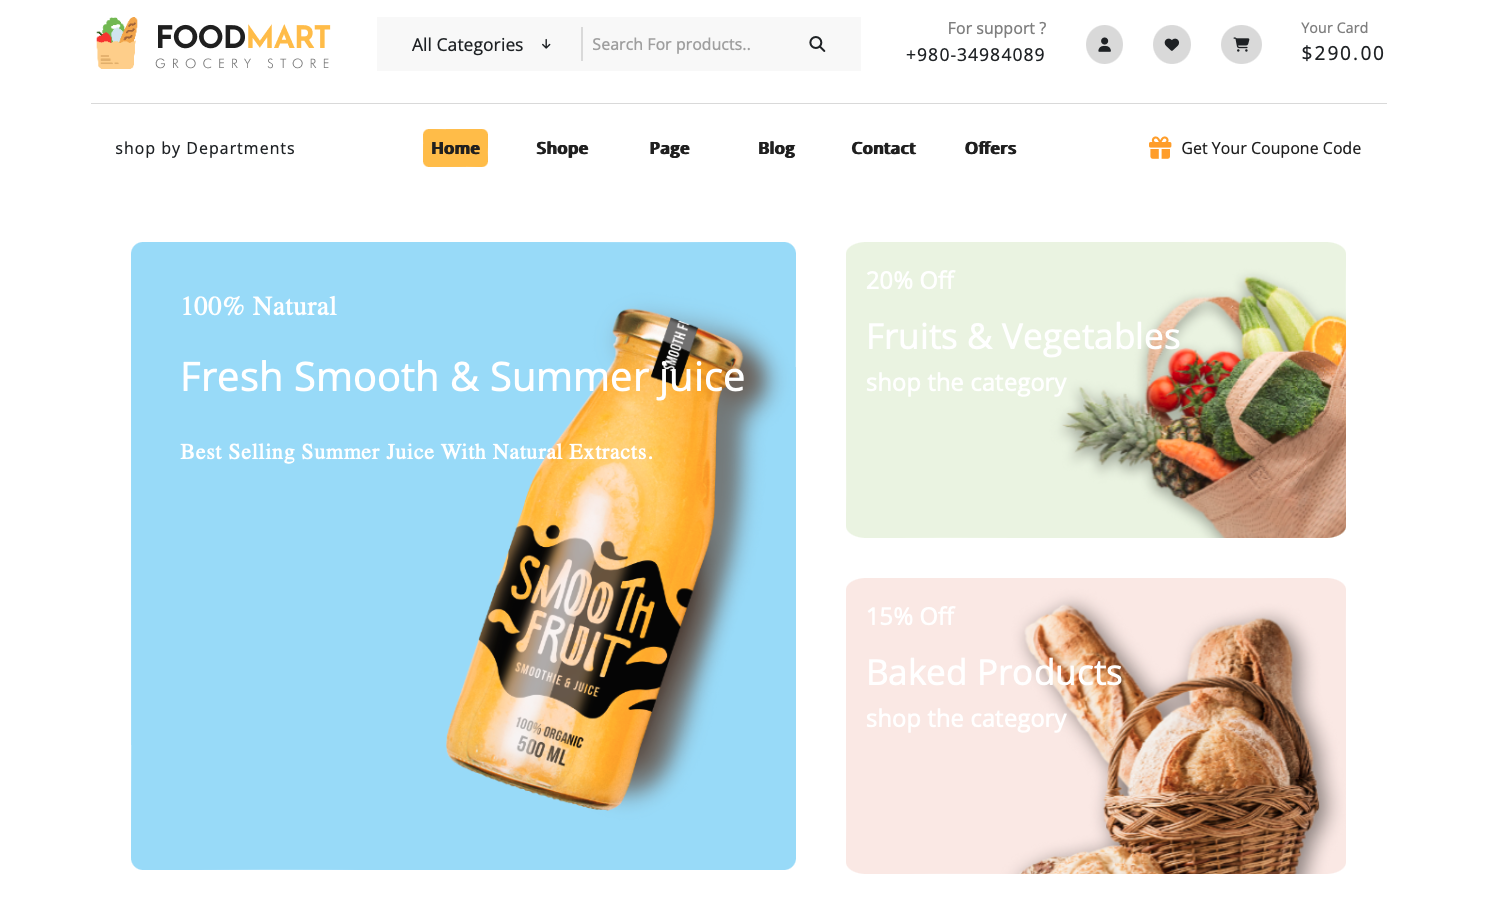 FOODMART
GROCERY STORE
All Categories
Search For products..
For support ?
+980-34984089
Your Card
$290.00
shop by Departments
Home
Shope
Page
Blog
Contact
Offers
Get Your Coupone Code
100% Natural
Fresh Smooth & Summer juice
Best Selling Summer Juice With Natural Extracts.
SMOOTH F
SMOOTH
FRUIT
SMOOTHIE & JUICE
100% ORGANIC
500 ML
20% Off
Fruits & Vegetables
shop the category
15% Off
Baked Products
shop the category